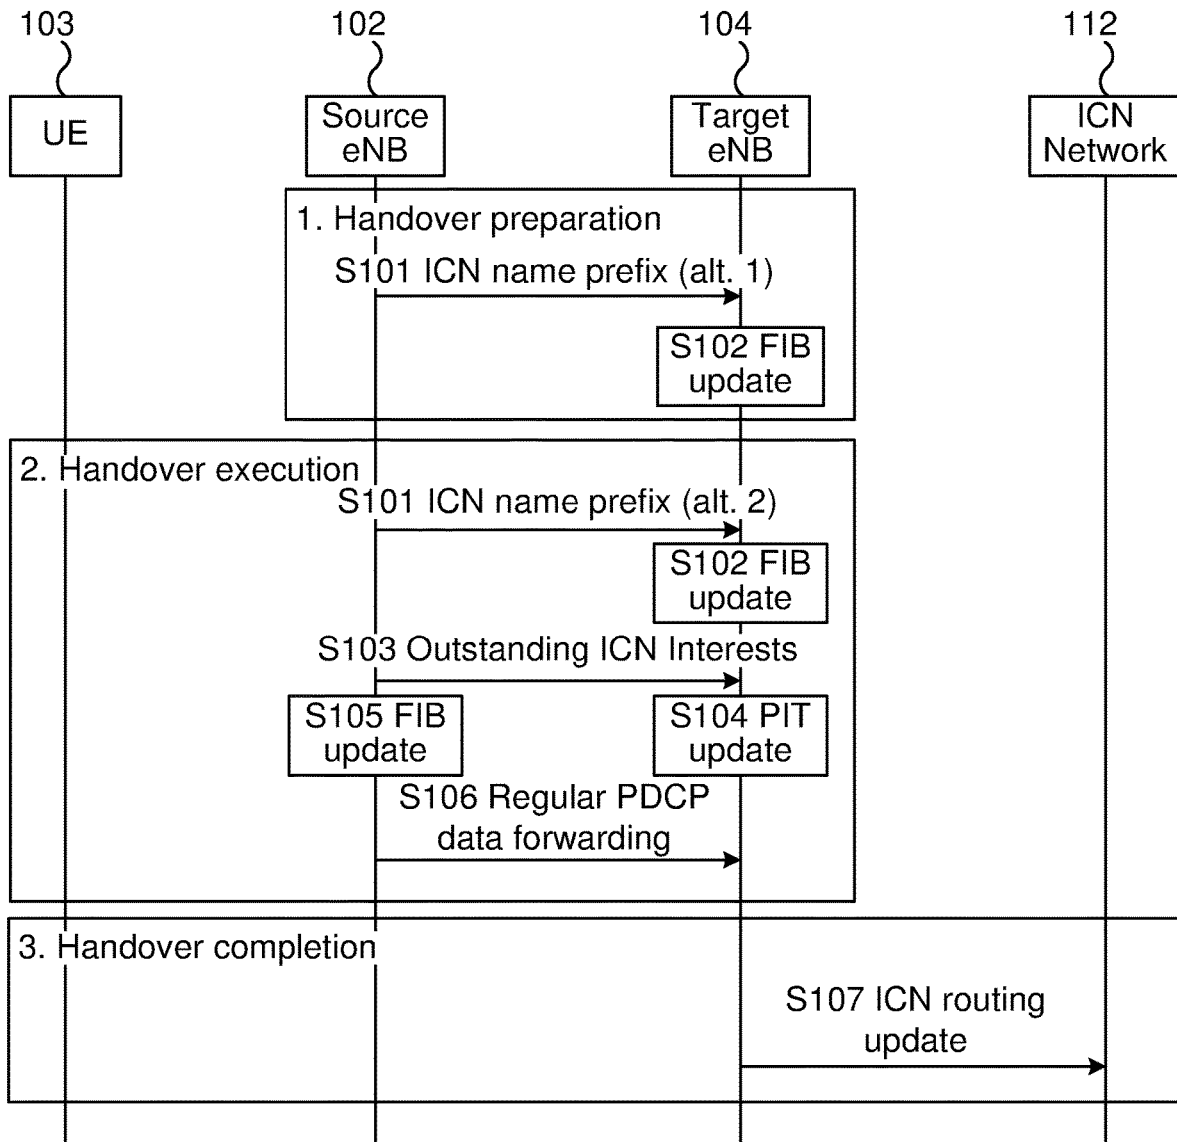 103
102
104
112
UE
Source
eNB
Target
eNB
ICN
Network
1. Handover preparation
S101 ICN name prefix (alt. 1)
S102 FIB
update
2. Handover execution
S101 ICN name prefix (alt. 2)
S102 FIB
update
S103 Outstanding ICN Interests
S105 FIB
update
S104 PIT
update
S106 Regular PDCP
data forwarding
3. Handover completion
S107 ICN routing
update